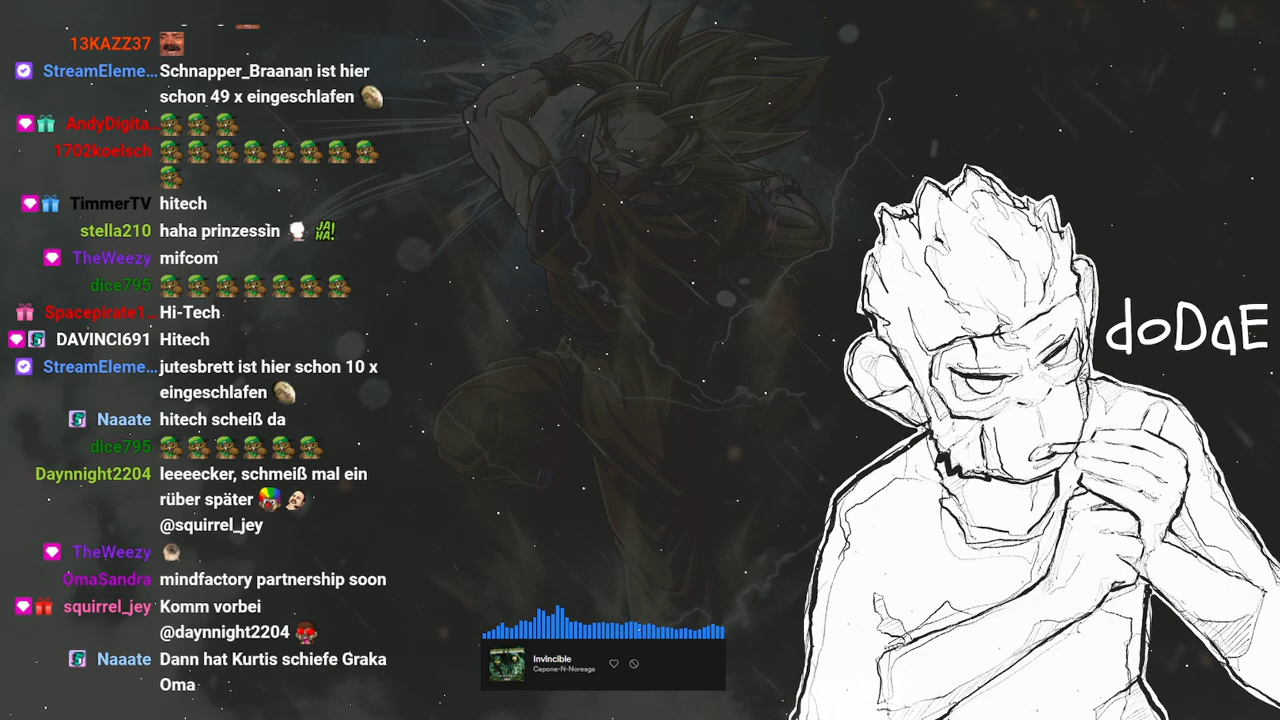 13KAZZ37
StreamEleme... Schnapper_Braanan ist hier
schon 49 x eingeschlafen
AndyDigita...
1702koelsch
TimmerTV hitech
stella210 haha prinzessin JA HA!
TheWeezy mifcom
dice795
Spacepirate1... Hi-Tech
DAVINCI691 Hitech
StreamEleme... jutesbrett ist hier schon 10 x
eingeschlafen
Naaate hitech scheiß da
dice795
Daynnight2204 leeeecker, schmeiß mal ein
rüber später
@squirrel_jey
TheWeezy
OmaSandra mindfactory partnership soon
squirrel_jey Komm vorbei
@daynnight2204
Naaate Dann hat Kurtis schiefe Graka
Oma
Invincible
Capone-N-Noreaga
doDaE